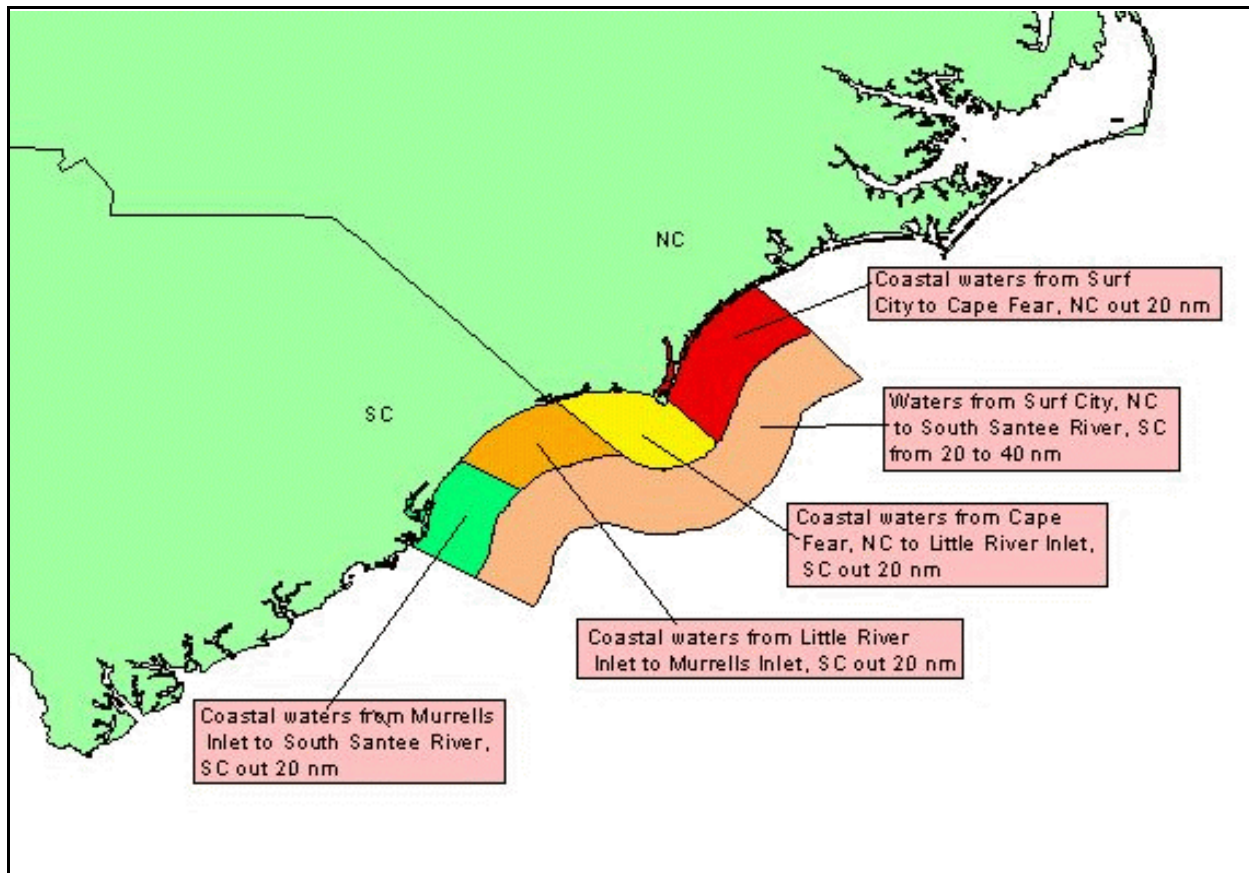 NC
Coastal waters from Surf
City to Cape Fear, NC out 20 nm
SC
Waters from Surf City, NC
to South Santee River, SC
from 20 to 40 nm
Coastal waters from Cape
Fear, NC to Little River Inlet,
SC out 20 nm
Coastal waters from Little River
Inlet to Murrells Inlet, SC out 20 nm
Coastal waters from Murrells
Inlet to South Santee River,
SC out 20 nm